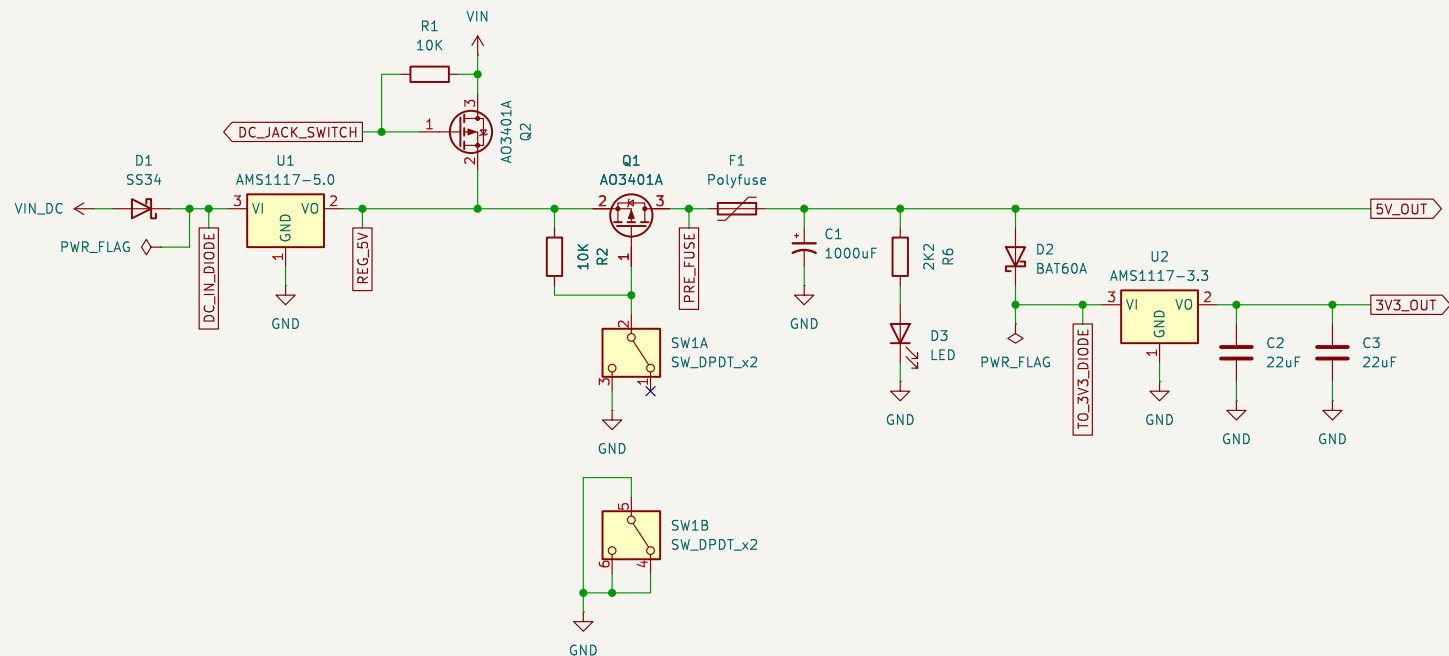 VIN
R1
10K
3
AO3401A
Q2
DC_JACK_SWITCH
1
2
D1
SS34
U1
AMS1117-5.0
Q1
AO3401A
F1
Polyfuse
VIN_DC
3
VI
VO
2
GND
1
PWR_FLAG
DC_IN_DIODE
GND
REG_5V
10K
R2
2
3
1
PRE_FUSE
C1
1000uF
+
GND
2K2
R6
D3
LED
GND
D2
BAT60A
5V_OUT
U2
AMS1117-3.3
3
VI
VO
2
GND
1
3V3_OUT
PWR_FLAG
TO_3V3_DIODE
GND
C2
22uF
GND
C3
22uF
GND
2
SW1A
SW_DPDT_x2
3
1
GND
5
SW1B
SW_DPDT_x2
6
4
GND